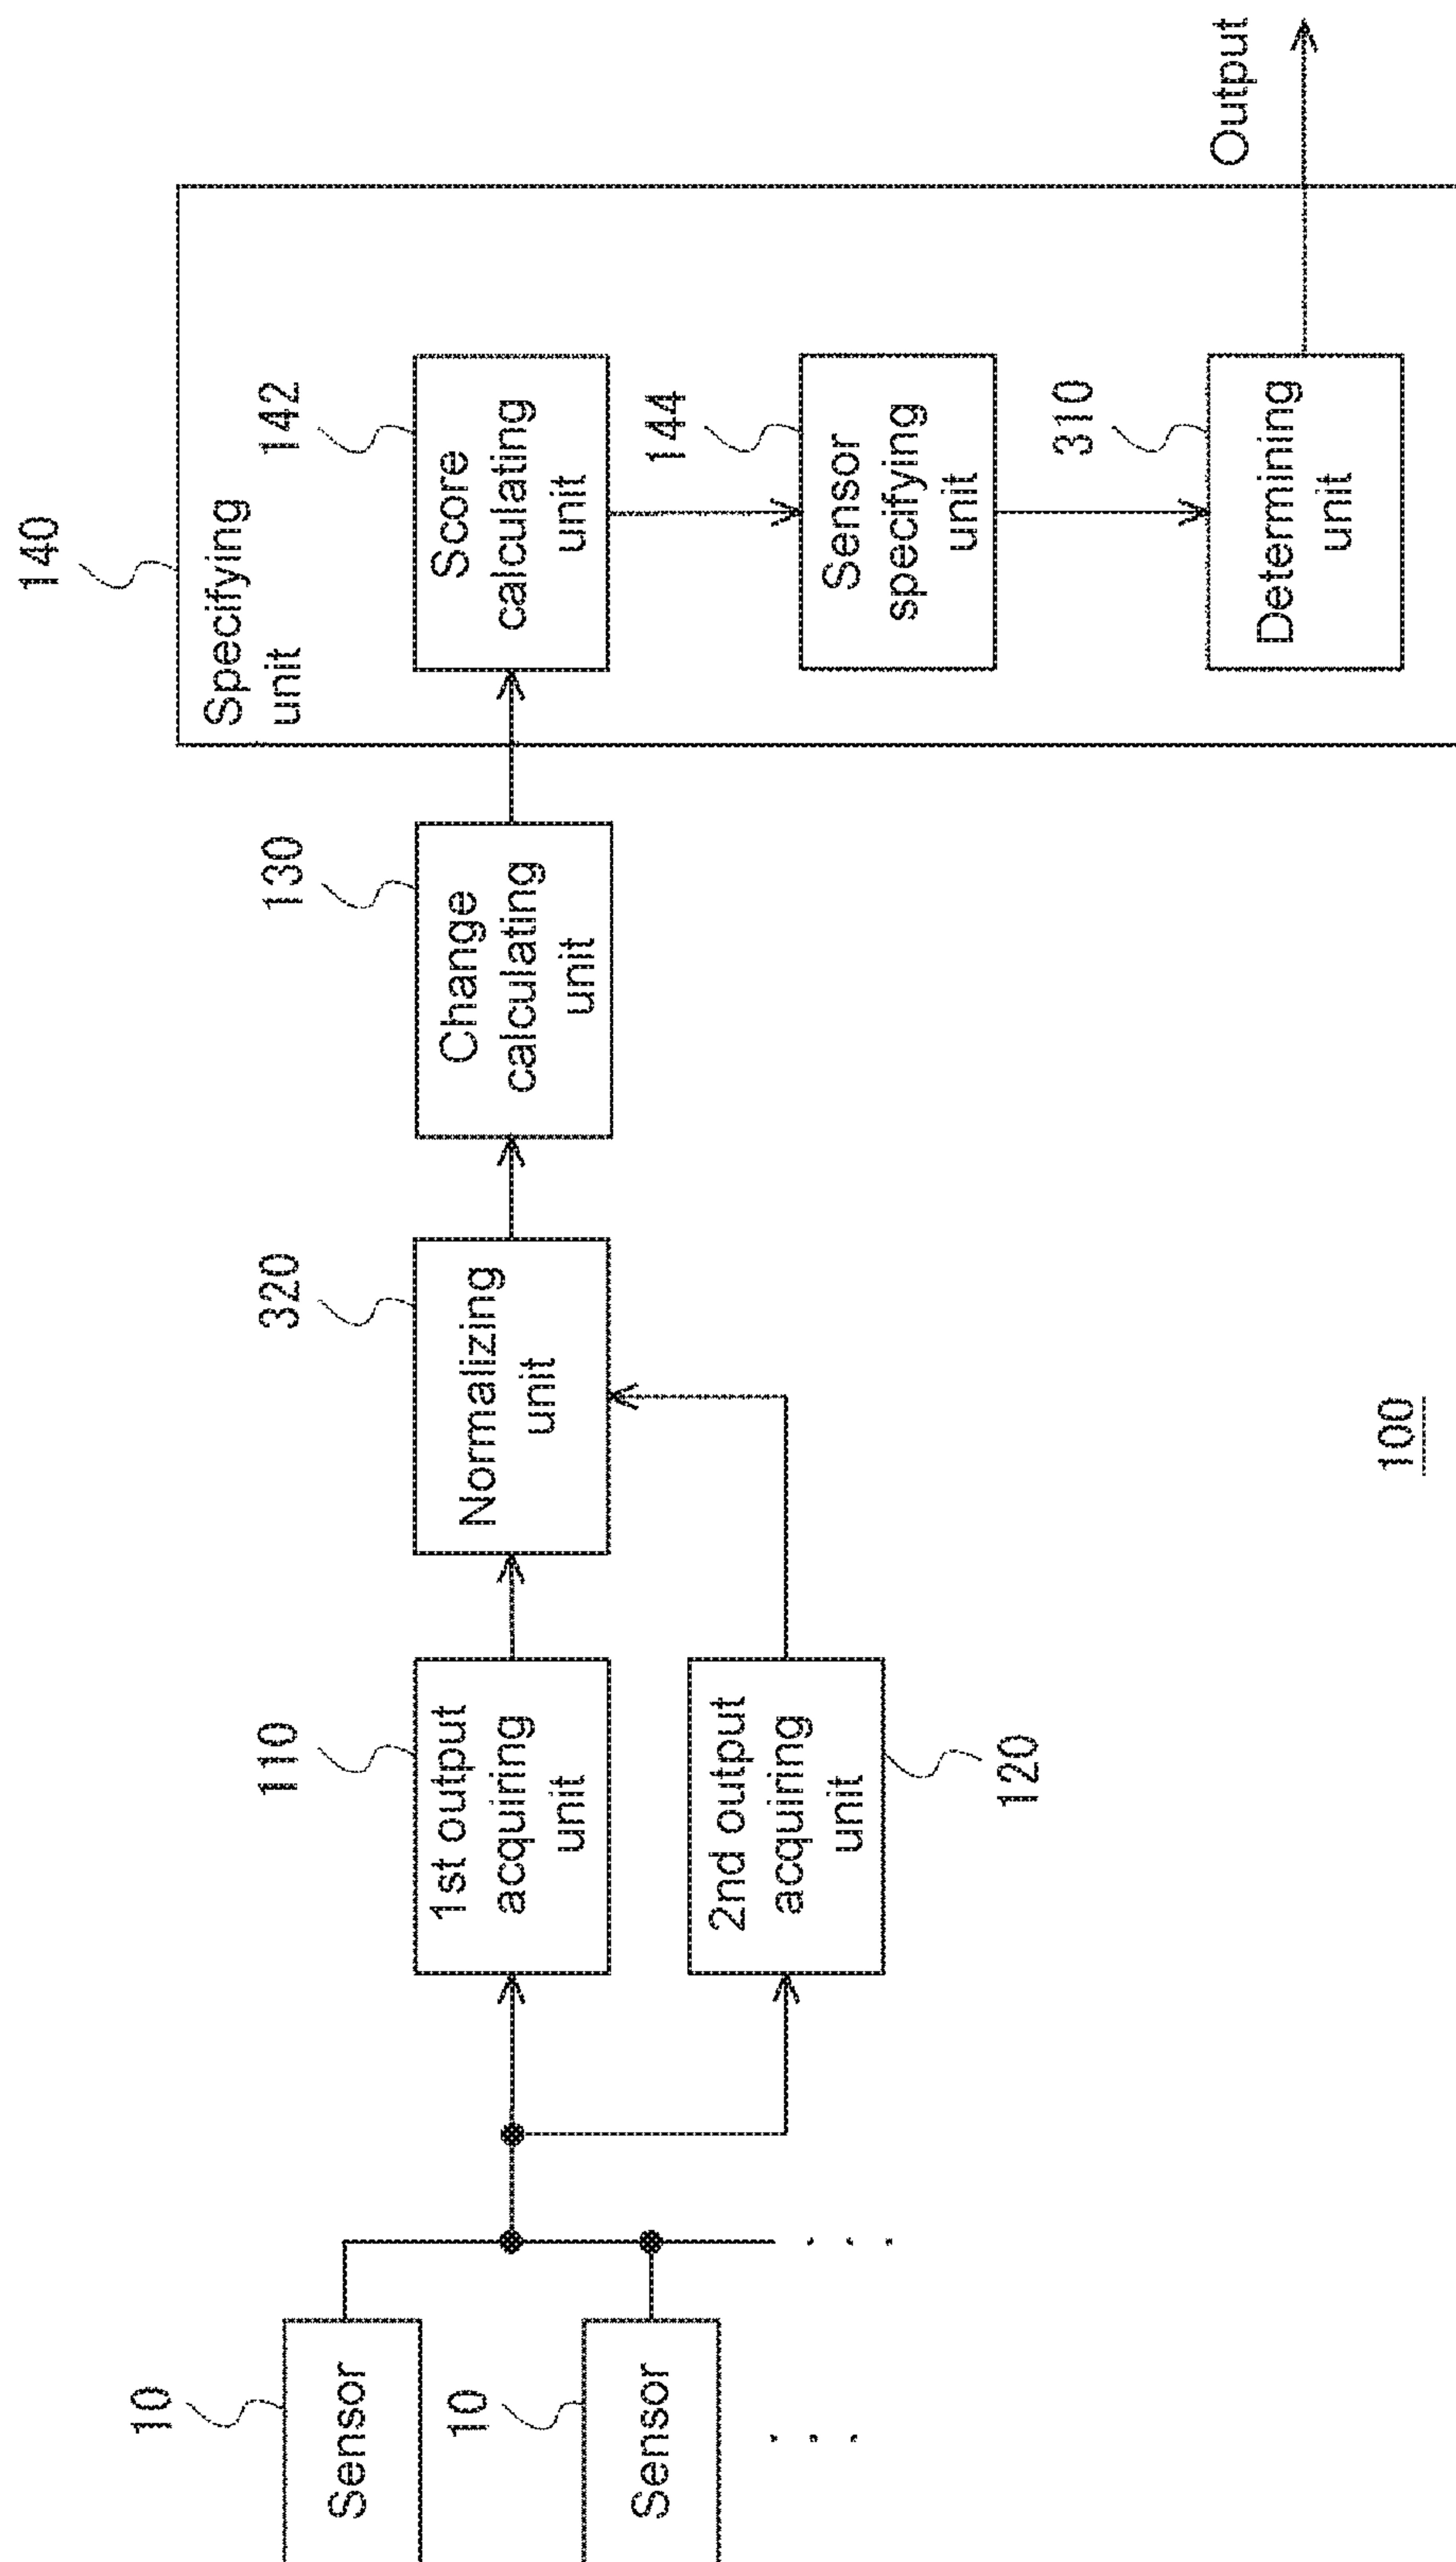 140
Specifying
unit
10
Sensor
110
1st output
acquiring
unit
320
Normalizing
unit
130
Change
calculating
unit
142
Score
calculating
unit
10
Sensor
2nd output
acquiring
unit
120
144
Sensor
specifying
unit
310
Determining
unit
Output
100